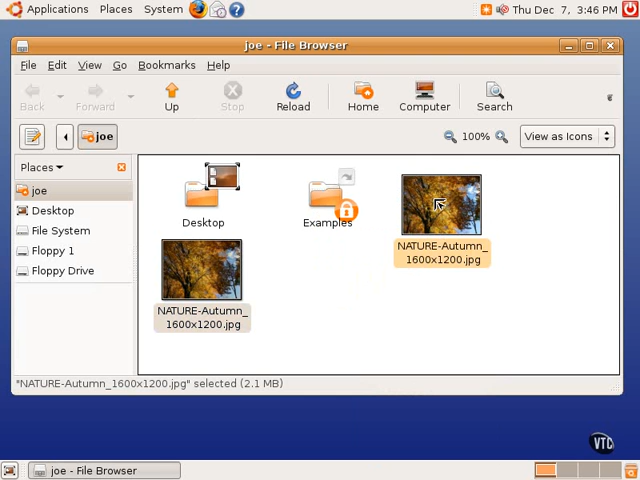 Applications Places System Thu Dec 7, 3:46 PM
joe - File Browser
File Edit View Go Bookmarks Help
Back Forward Up Stop Reload Home Computer Search
joe 100% View as Icons
Places
joe
Desktop
File System
Floppy 1
Floppy Drive
Desktop
Examples
NATURE-Autumn_
1600x1200.jpg
NATURE-Autumn_
1600x1200.jpg
"NATURE-Autumn_1600x1200.jpg" selected (2.1 MB)
VTC
joe - File Browser